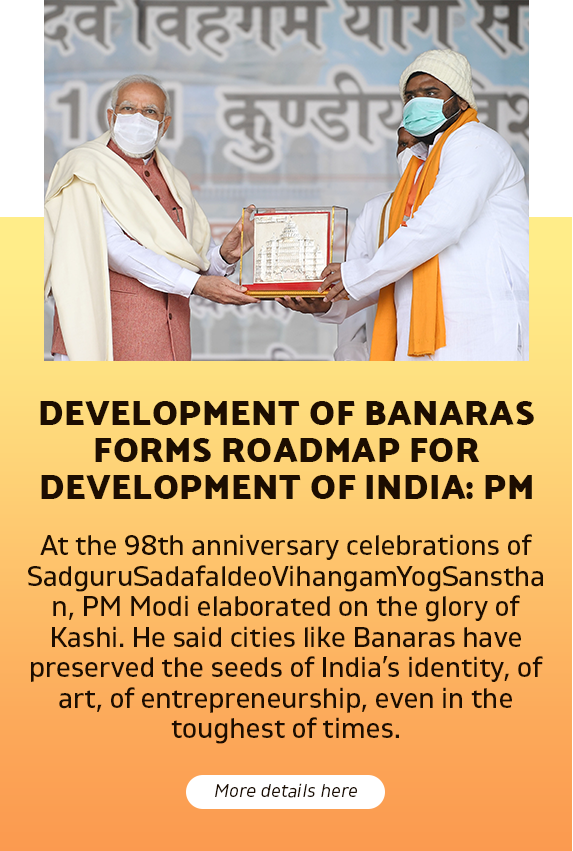 देव विहंगम योग सं
101 कुण्डीय विश
DEVELOPMENT OF BANARAS
FORMS ROADMAP FOR
DEVELOPMENT OF INDIA: PM
At the 98th anniversary celebrations of
SadguruSadafaldeoVihangamYogSanstha
n, PM Modi elaborated on the glory of
Kashi. He said cities like Banaras have
preserved the seeds of India's identity, of
art, of entrepreneurship, even in the
toughest of times.
More details here